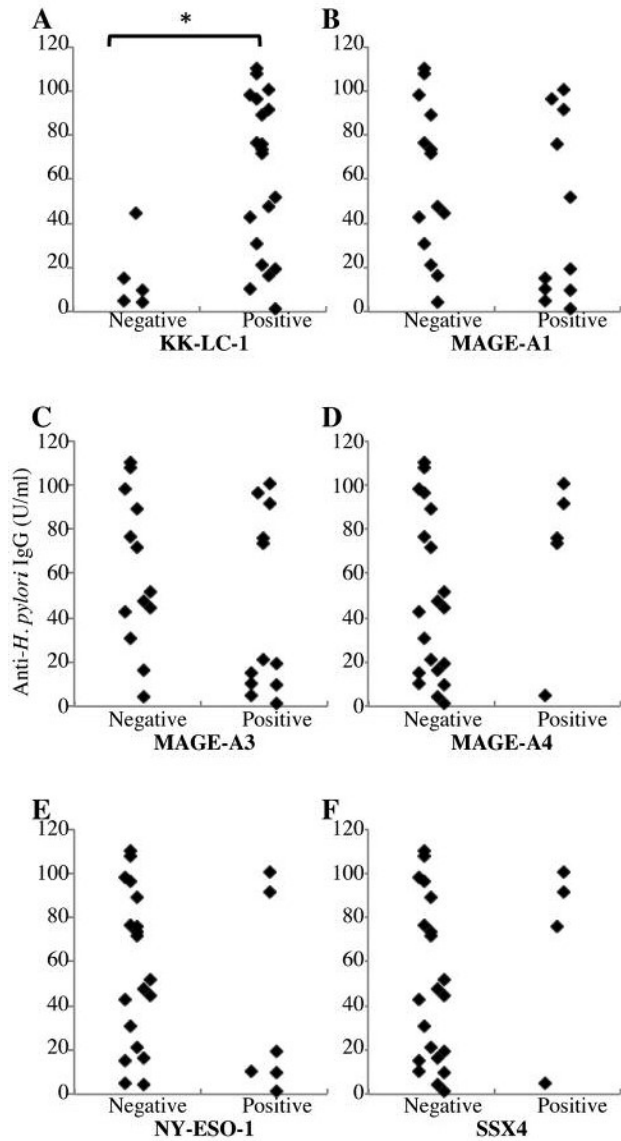 A
*
120
100
80
60
40
20
0
Negative Positive
KK-LC-1
B
120
100
80
60
40
20
0
Negative Positive
MAGE-A1
Anti-H. pylori IgG (U/ml)
C
120
100
80
60
40
20
0
Negative Positive
MAGE-A3
D
120
100
80
60
40
20
0
Negative Positive
MAGE-A4
E
120
100
80
60
40
20
0
Negative Positive
NY-ESO-1
F
120
100
80
60
40
20
0
Negative Positive
SSX4